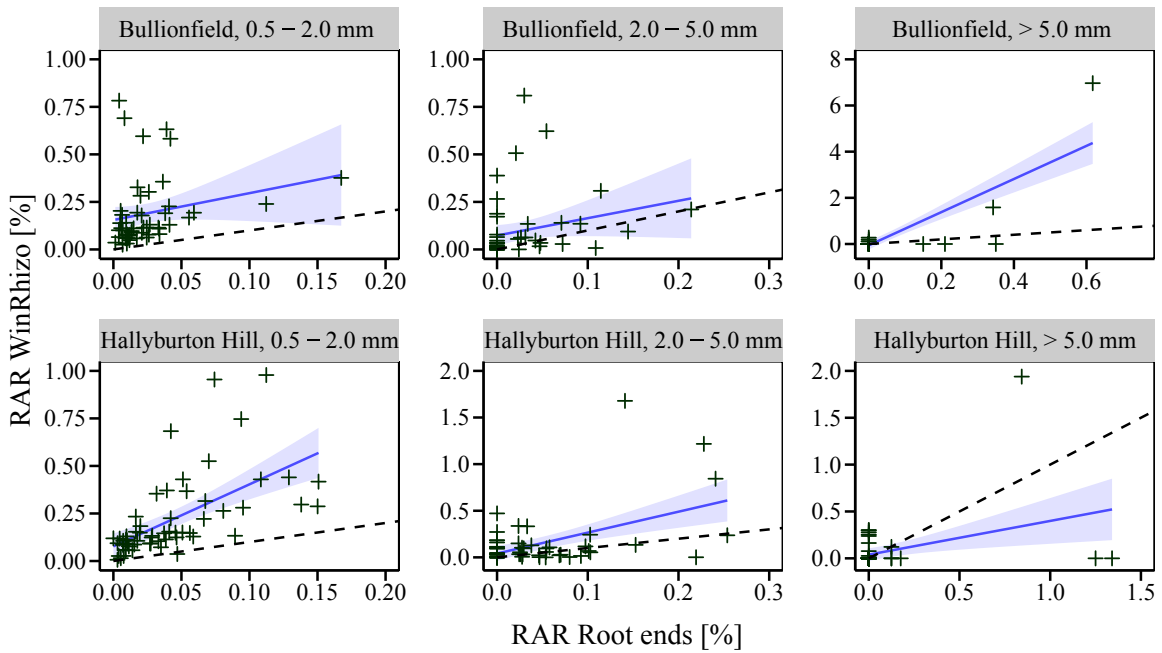 Bullionfield, 0.5 – 2.0 mm
Bullionfield, 2.0 – 5.0 mm
Bullionfield, > 5.0 mm
1.00
0.75
0.50
0.25
0.00
0.00 0.05 0.10 0.15 0.20
1.00
0.75
0.50
0.25
0.00
0.0 0.1 0.2 0.3
8
6
4
2
0
0.0 0.2 0.4 0.6
RAR WinRhizo [%]
Hallyburton Hill, 0.5 – 2.0 mm
Hallyburton Hill, 2.0 – 5.0 mm
Hallyburton Hill, > 5.0 mm
1.00
0.75
0.50
0.25
0.00
0.00 0.05 0.10 0.15 0.20
2.0
1.5
1.0
0.5
0.0
0.0 0.1 0.2 0.3
2.0
1.5
1.0
0.5
0.0
0.0 0.5 1.0 1.5
RAR Root ends [%]